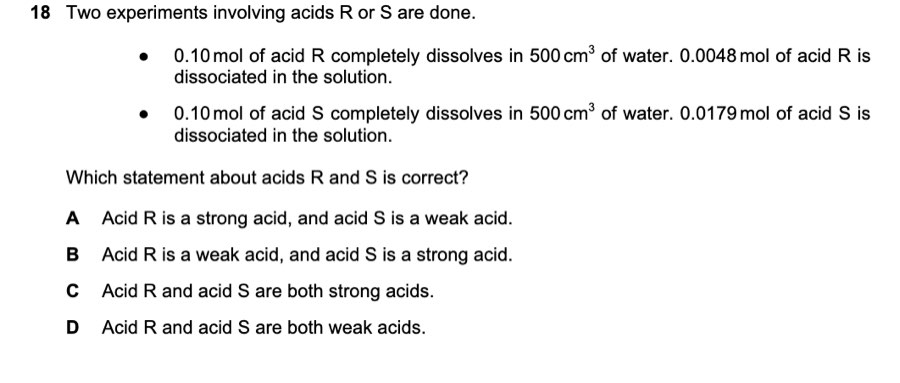 18 Two experiments involving acids R or S are done.
• 0.10 mol of acid R completely dissolves in 500 cm³ of water. 0.0048 mol of acid R is
dissociated in the solution.
• 0.10 mol of acid S completely dissolves in 500 cm³ of water. 0.0179 mol of acid S is
dissociated in the solution.
Which statement about acids R and S is correct?
A Acid R is a strong acid, and acid S is a weak acid.
B Acid R is a weak acid, and acid S is a strong acid.
C Acid R and acid S are both strong acids.
D Acid R and acid S are both weak acids.